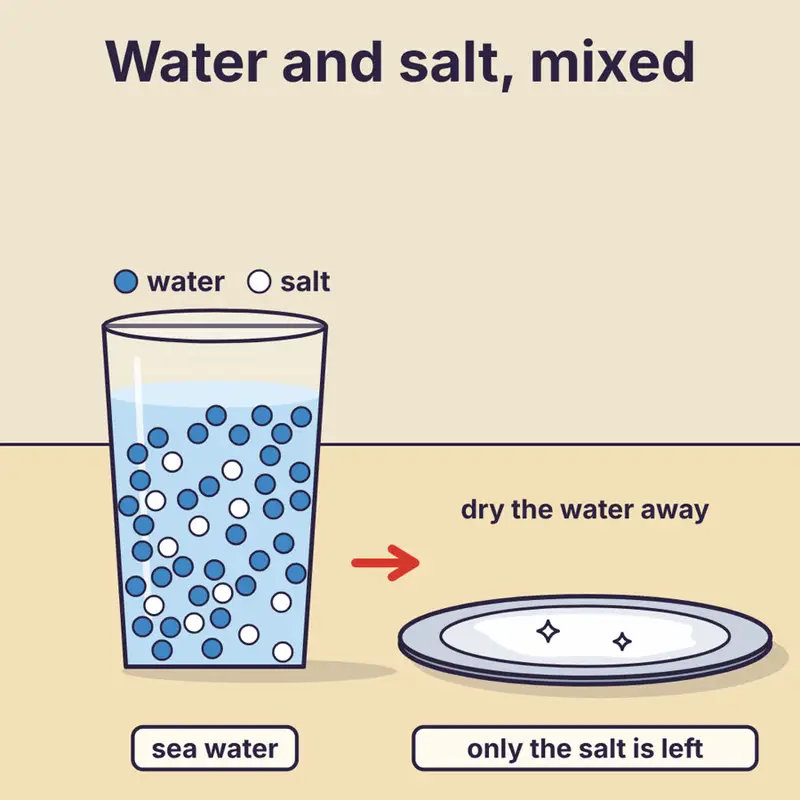 Water and salt, mixed
water salt
dry the water away
sea water
only the salt is left